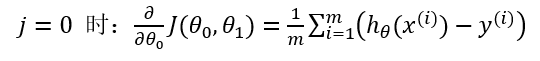 j = 0 时：∂/∂θ₀ J(θ₀, θ₁) = 1/m ∑ᵢ₌₁ᵐ (h_θ(x⁽ⁱ⁾) − y⁽ⁱ⁾)